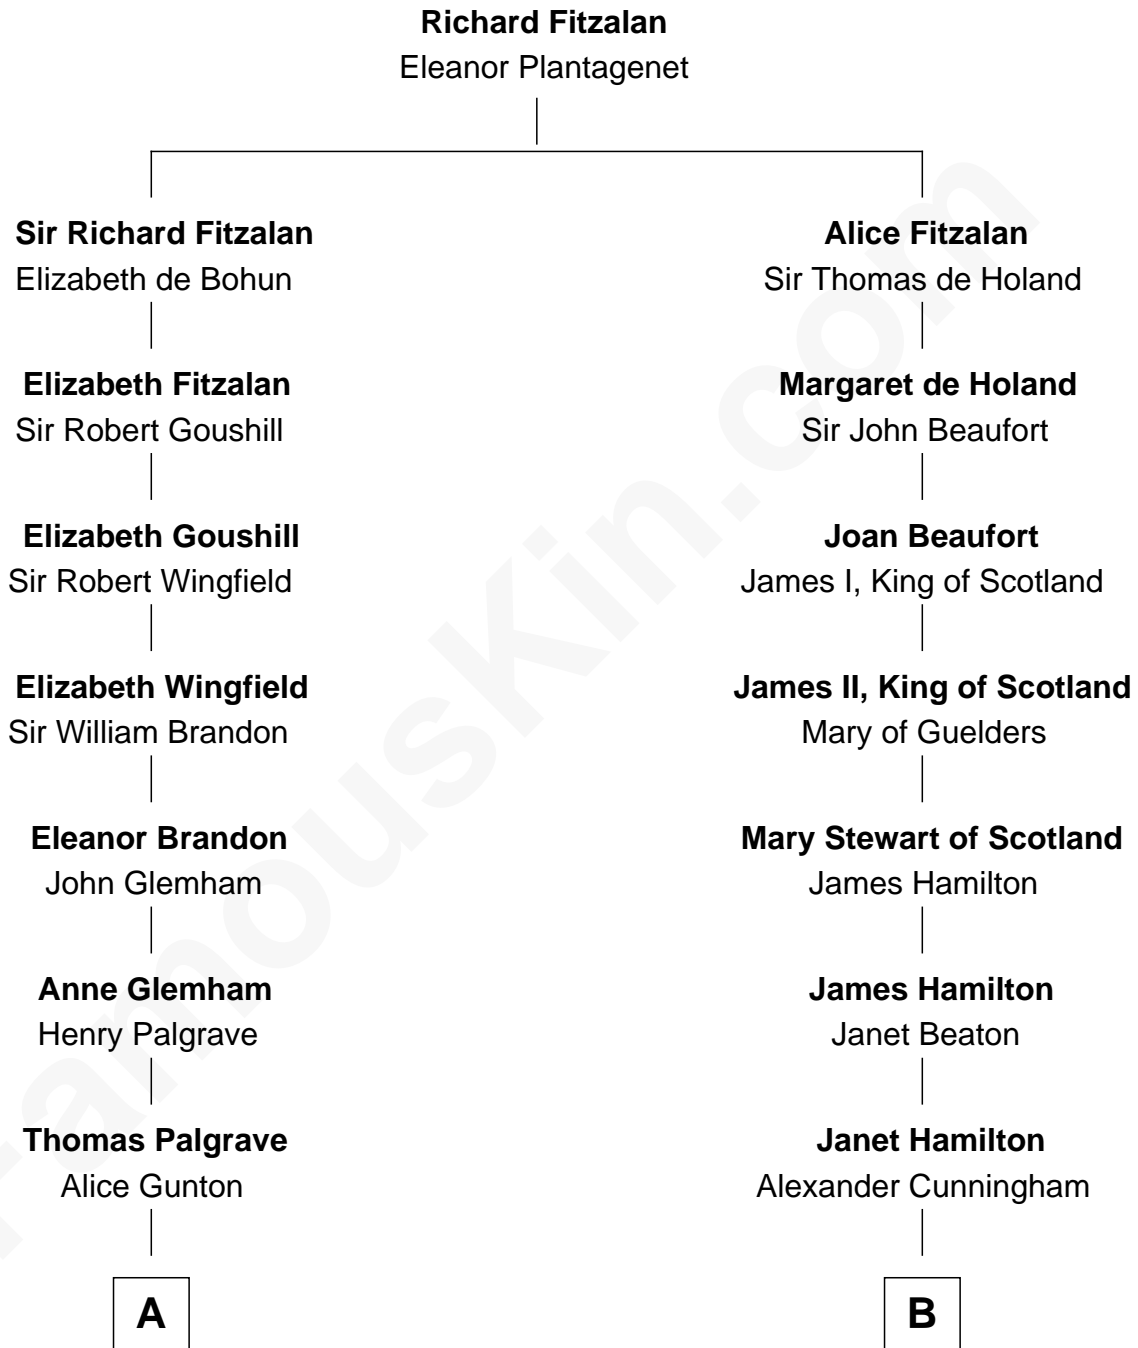 Richard Fitzalan
Eleanor Plantagenet
Sir Richard Fitzalan
Elizabeth de Bohun
Elizabeth Fitzalan
Sir Robert Goushill
Elizabeth Goushill
Sir Robert Wingfield
Elizabeth Wingfield
Sir William Brandon
Eleanor Brandon
John Glemham
Anne Glemham
Henry Palgrave
Thomas Palgrave
Alice Gunton
A
Alice Fitzalan
Sir Thomas de Holand
Margaret de Holand
Sir John Beaufort
Joan Beaufort
James I, King of Scotland
James II, King of Scotland
Mary of Guelders
Mary Stewart of Scotland
James Hamilton
James Hamilton
Janet Beaton
Janet Hamilton
Alexander Cunningham
B
FamousKin.com